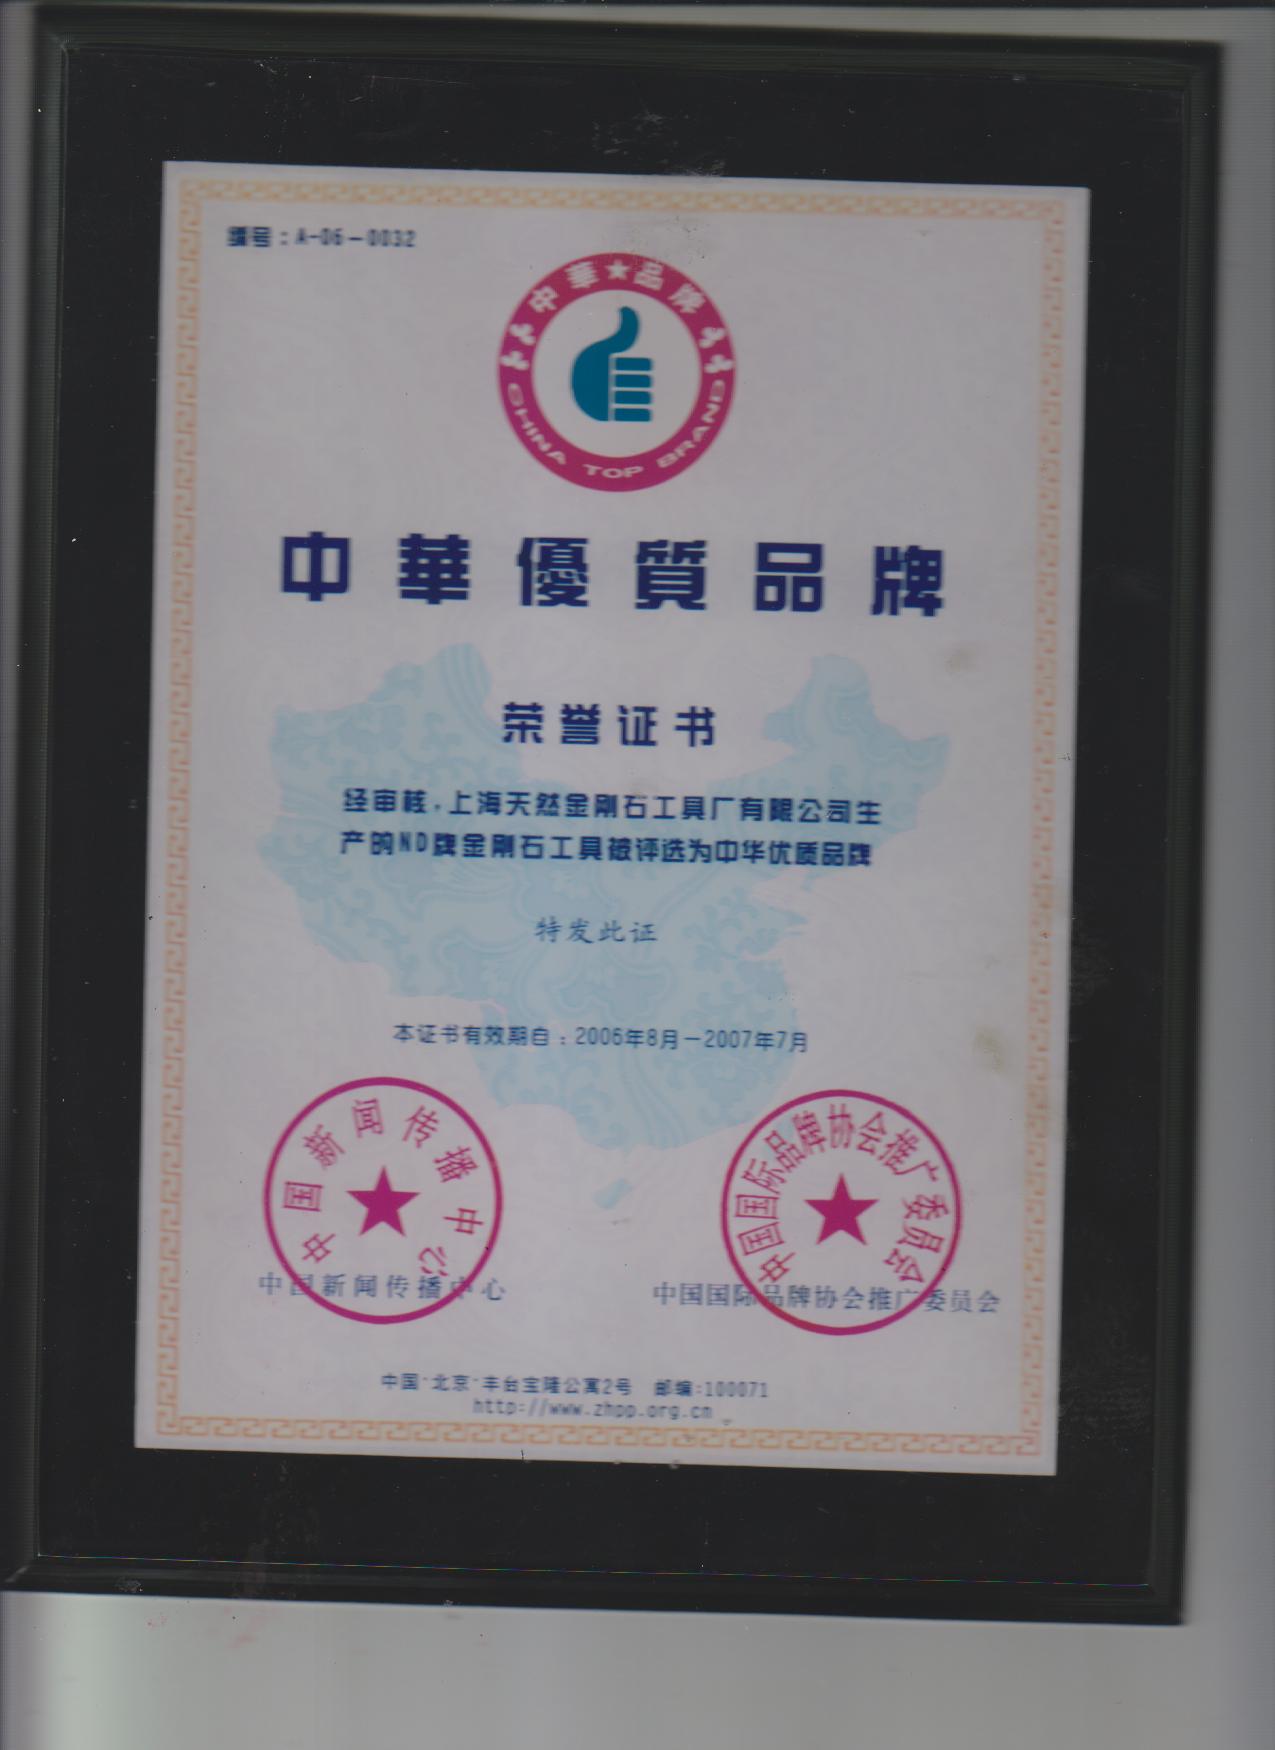 编号：A-06-0032
中華★品牌
CHINA TOP BRAND
中華優質品牌
荣誉证书
经审核，上海天然金刚石工具厂有限公司生
产的ND牌金刚石工具被评选为中华优质品牌
特发此证
本证书有效期自：2006年8月-2007年7月
中国新闻传播中心
中国国际品牌协会推广委员会
中国新闻传播中心
中国国际品牌协会推广委员会
中国·北京·丰台宝隆公寓2号 邮编:100071
http://www.zhpp.org.cn